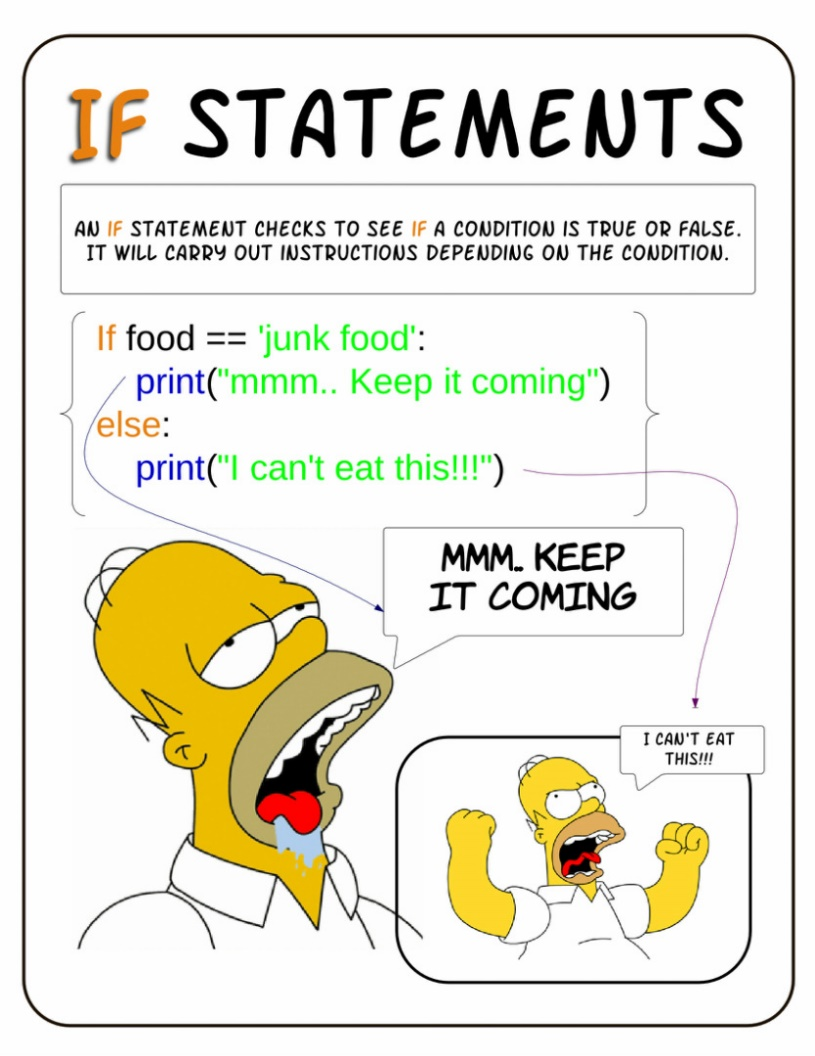 IF STATEMENTS
AN IF STATEMENT CHECKS TO SEE IF A CONDITION IS TRUE OR FALSE.
IT WILL CARRY OUT INSTRUCTIONS DEPENDING ON THE CONDITION.
If food == 'junk food':
print("mmm.. Keep it coming")
else:
print("I can't eat this!!!")
MMM.. KEEP
IT COMING
I CAN'T EAT
THIS!!!